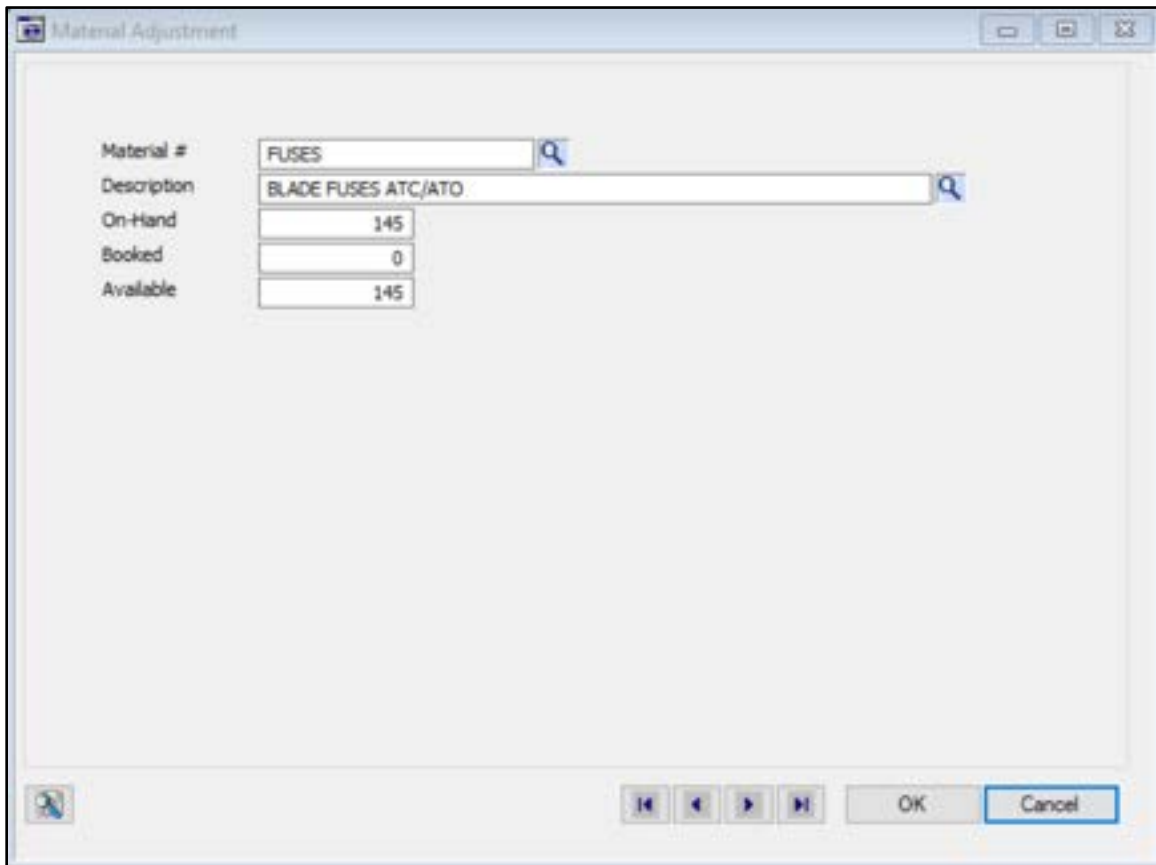 Material Adjustment
Material # FUSES
Description BLADE FUSES ATC/ATO
On-Hand 145
Booked 0
Available 145
OK Cancel